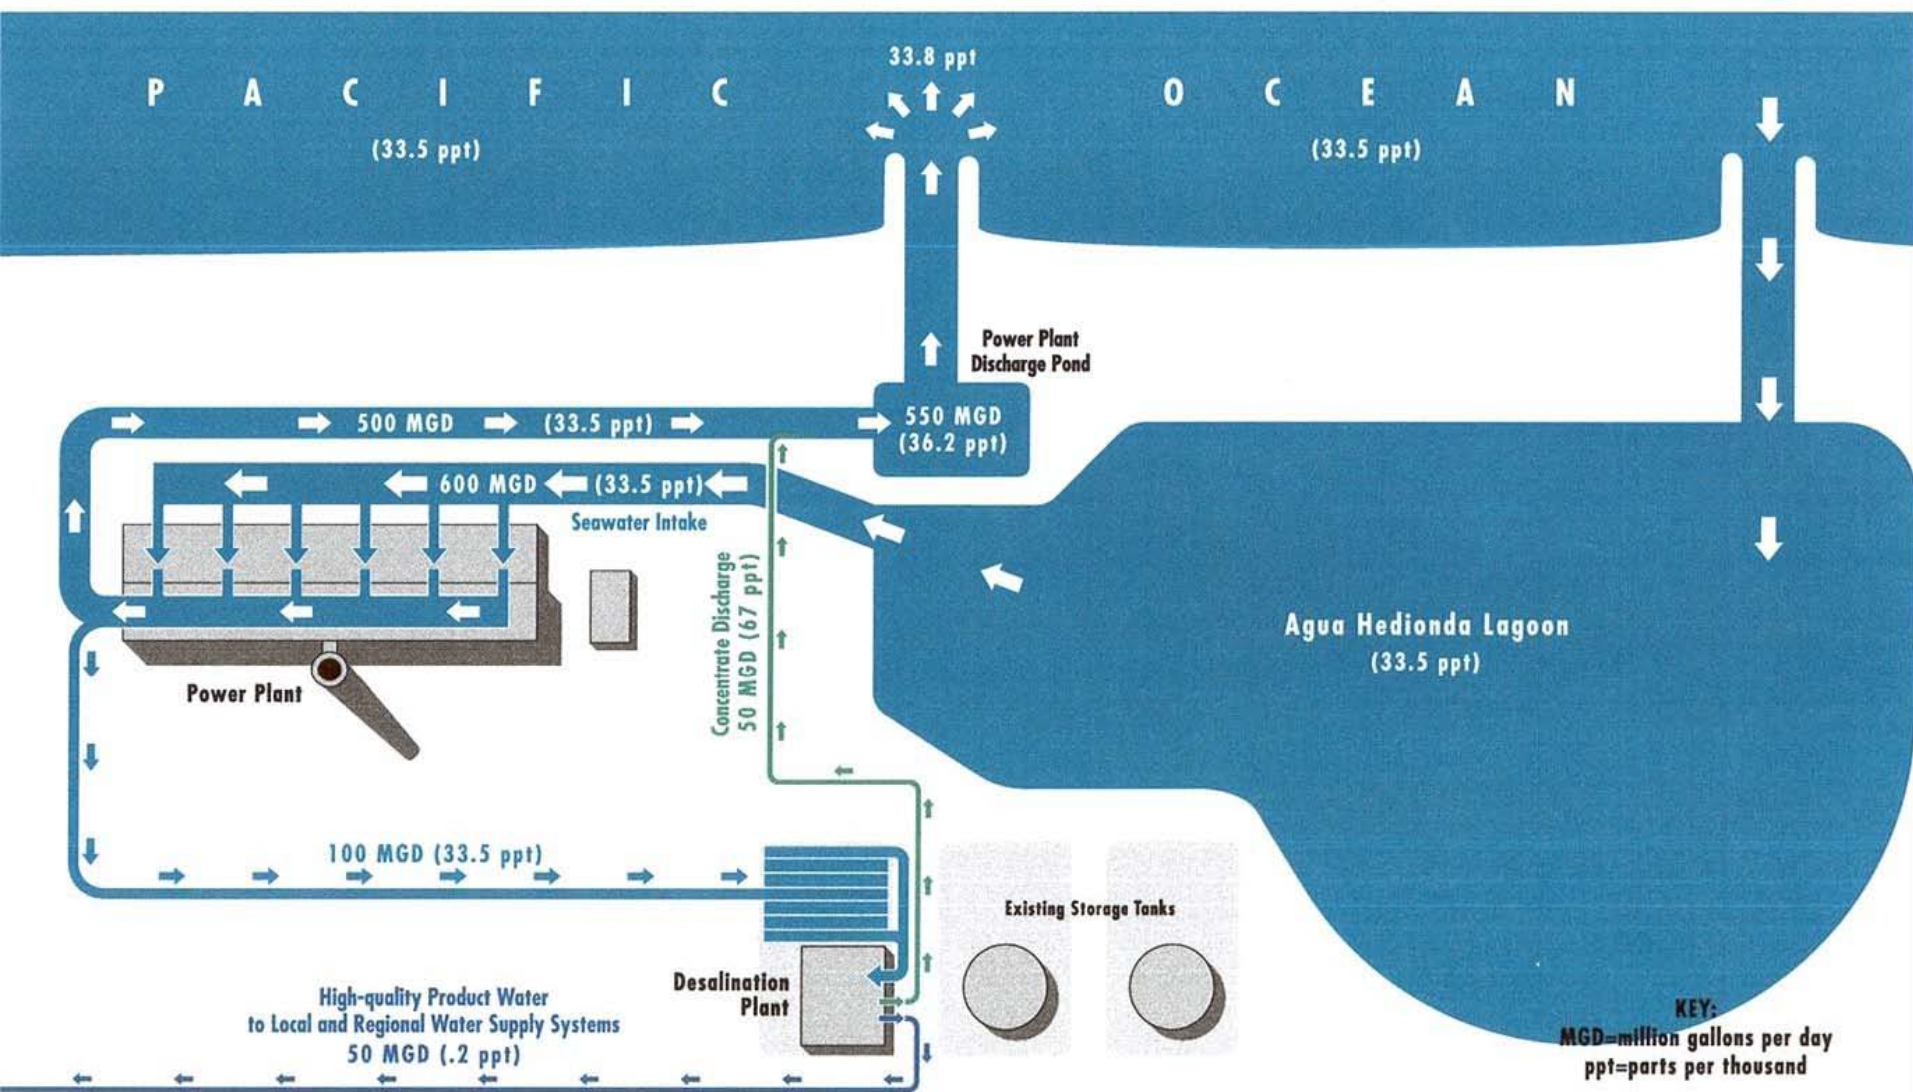 33.8 ppt
PACIFIC OCEAN
(33.5 ppt)
(33.5 ppt)
Power Plant
Discharge Pond
500 MGD (33.5 ppt)
550 MGD
(36.2 ppt)
600 MGD (33.5 ppt)
Seawater Intake
Concentrate Discharge
50 MGD (67 ppt)
Agua Hedionda Lagoon
(33.5 ppt)
Power Plant
100 MGD (33.5 ppt)
Existing Storage Tanks
Desalination
Plant
High-quality Product Water
to Local and Regional Water Supply Systems
50 MGD (.2 ppt)
KEY:
MGD=million gallons per day
ppt=parts per thousand